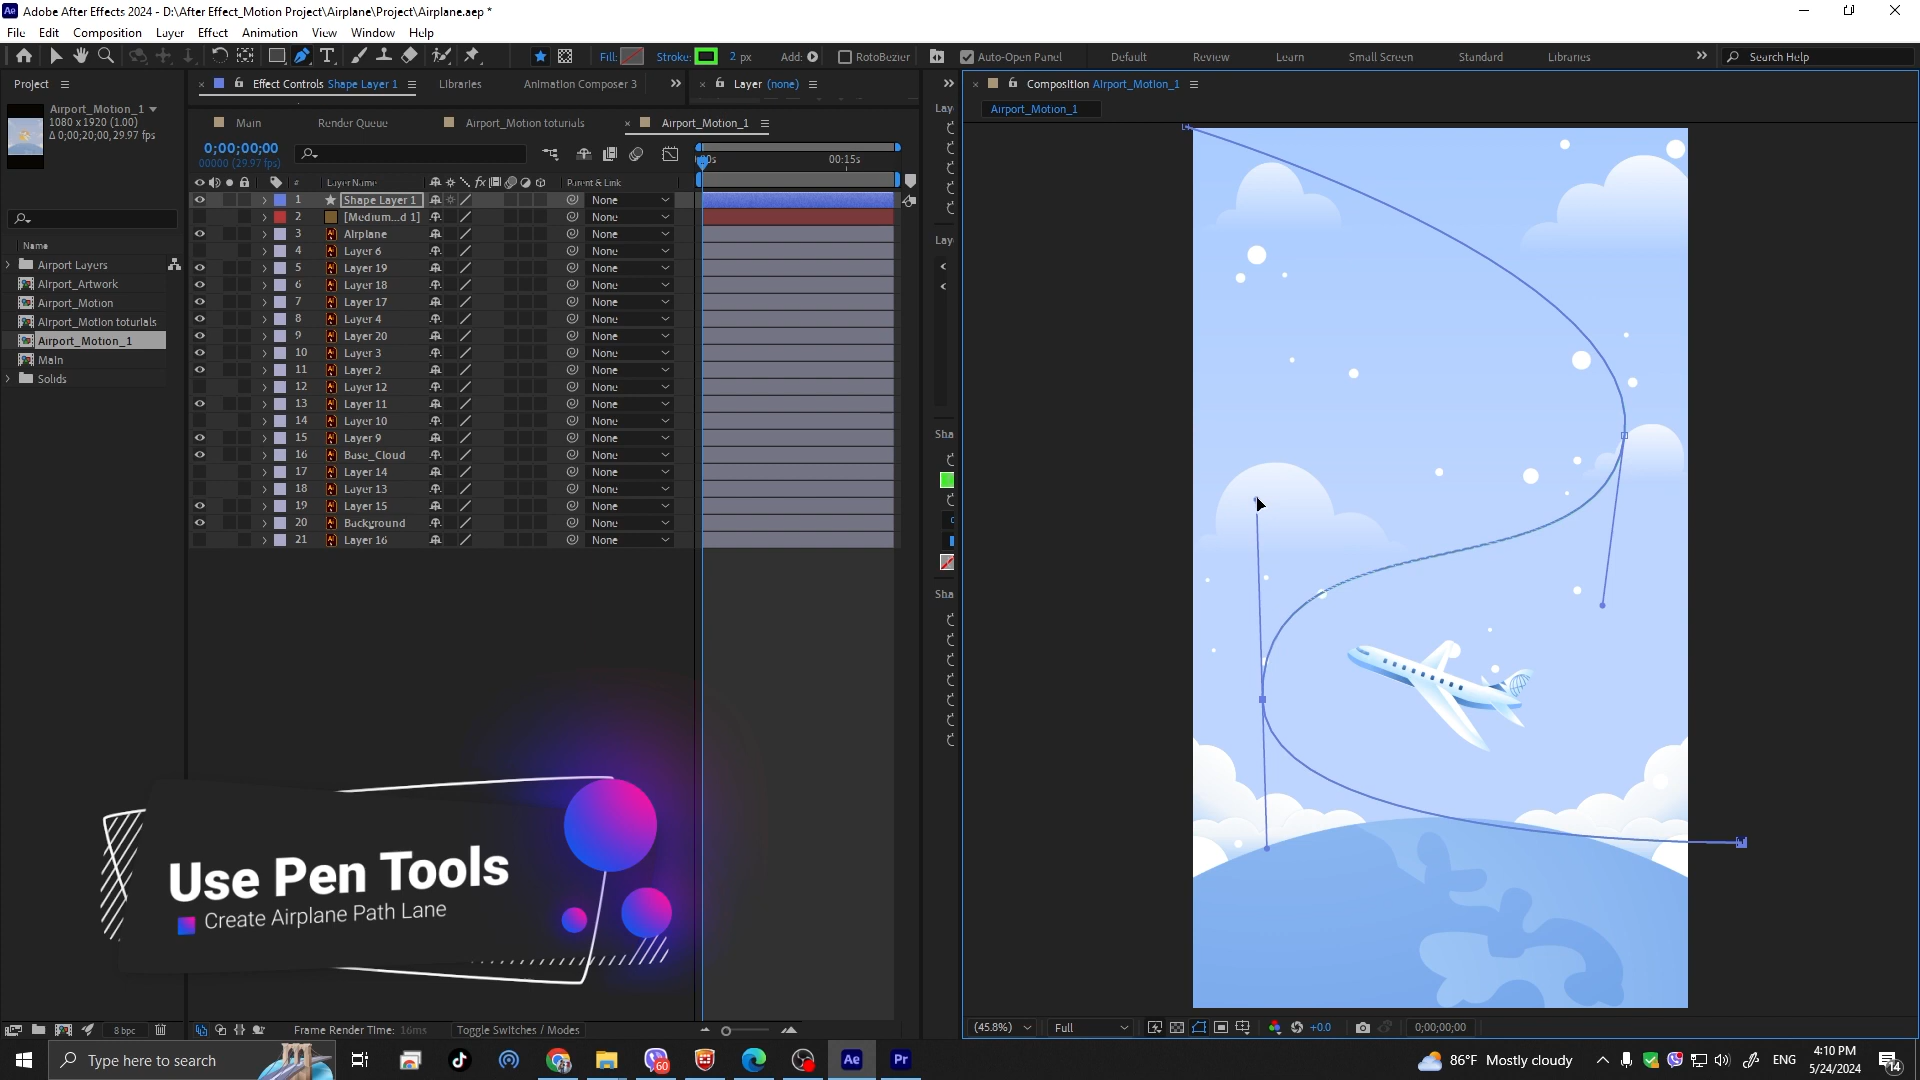 Adobe After Effects 2024 - D:\After Effect_Motion Project\Airplane\Project\Airplane.aep *
File Edit Composition Layer Effect Animation View Window Help
Fill: Stroke: 2 px Add: RotoBezier Auto-Open Panel Default Review Learn Small Screen Standard Libraries Search Help
Project
Effect Controls Shape Layer 1
Libraries
Animation Composer 3
Layer (none)
Composition Airport_Motion_1
Airport_Motion_1
Airport_Motion_1
1080 x 1920 (1.00)
Δ 0;00;20;00, 29.97 fps
Main
Render Queue
Airport_Motion toturials
Airport_Motion_1
0;00;00;00
00000 (29.97 fps)
00:15s
# Layer Name Parent & Link
1 Shape Layer 1 None
2 [Medium...d 1] None
3 Airplane None
4 Layer 6 None
5 Layer 19 None
6 Layer 18 None
7 Layer 17 None
8 Layer 4 None
9 Layer 20 None
10 Layer 3 None
11 Layer 2 None
12 Layer 12 None
13 Layer 11 None
14 Layer 10 None
15 Layer 9 None
16 Base_Cloud None
17 Layer 14 None
18 Layer 13 None
19 Layer 15 None
20 Background None
21 Layer 16 None
Name
Airport Layers
Airport_Artwork
Airport_Motion
Airport_Motion toturials
Airport_Motion_1
Main
Solids
Lay
Lay
Sha
Sha
Use Pen Tools
Create Airplane Path Lane
8 bpc
Frame Render Time: 16ms
Toggle Switches / Modes
(45.8%)
Full
+0.0
0;00;00;00
Type here to search
60
Ae
Pr
86°F Mostly cloudy
ENG
4:10 PM
5/24/2024
14